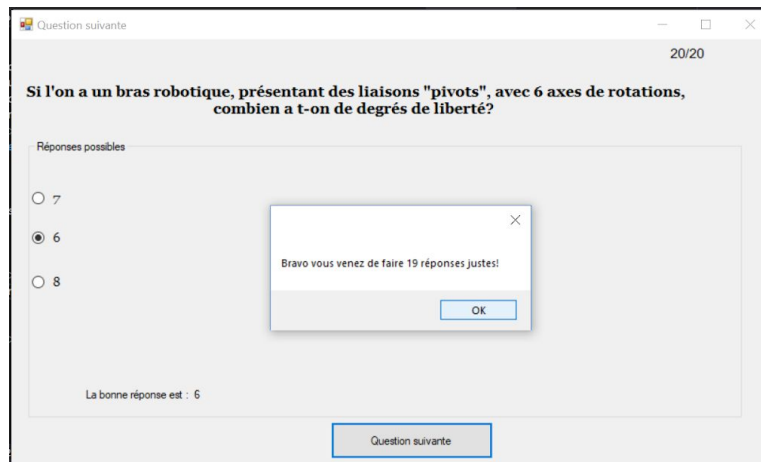 Question suivante
20/20
Si l'on a un bras robotique, présentant des liaisons "pivots", avec 6 axes de rotations,
combien a t-on de degrés de liberté?
Réponses possibles
7
6
8
Bravo vous venez de faire 19 réponses justes!
OK
La bonne réponse est : 6
Question suivante